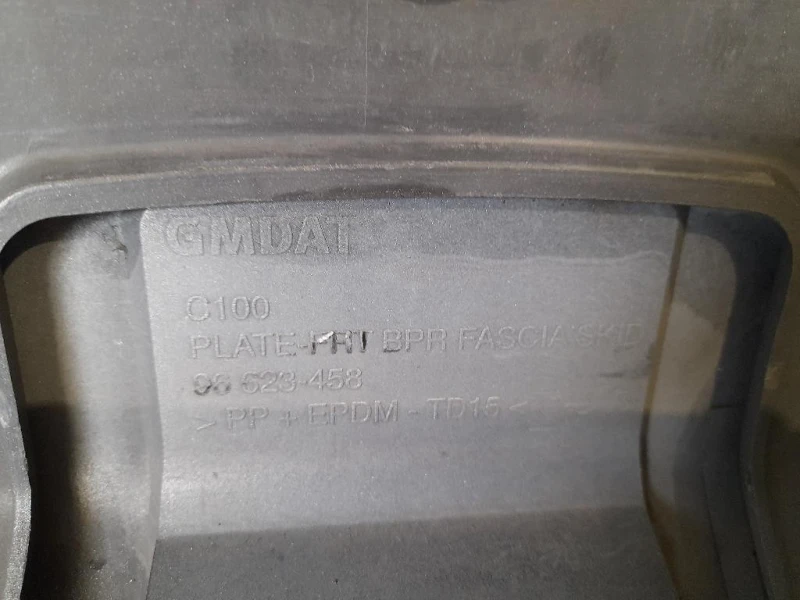 GMDAT
C100
PLATE-FRT BPR FASCIA SKID
96 623-458
> PP + EPDM - TD15 <